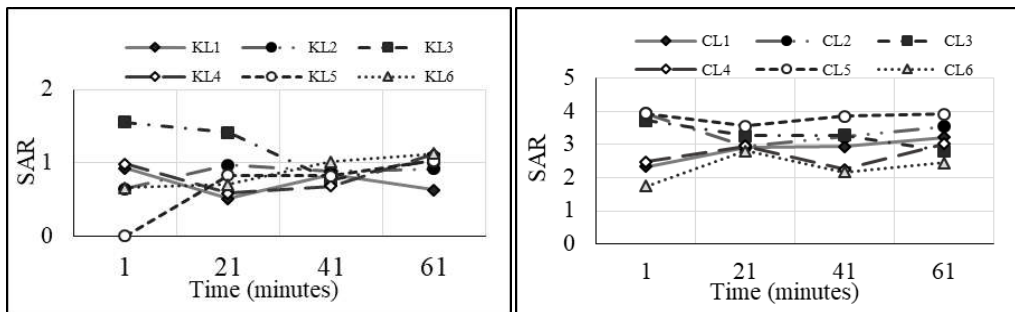 KL1 KL2 KL3
KL4 KL5 KL6
2
1
0
SAR
1 21 41 61
Time (minutes)
CL1 CL2 CL3
CL4 CL5 CL6
5
4
3
2
1
0
SAR
1 21 41 61
Time (minutes)